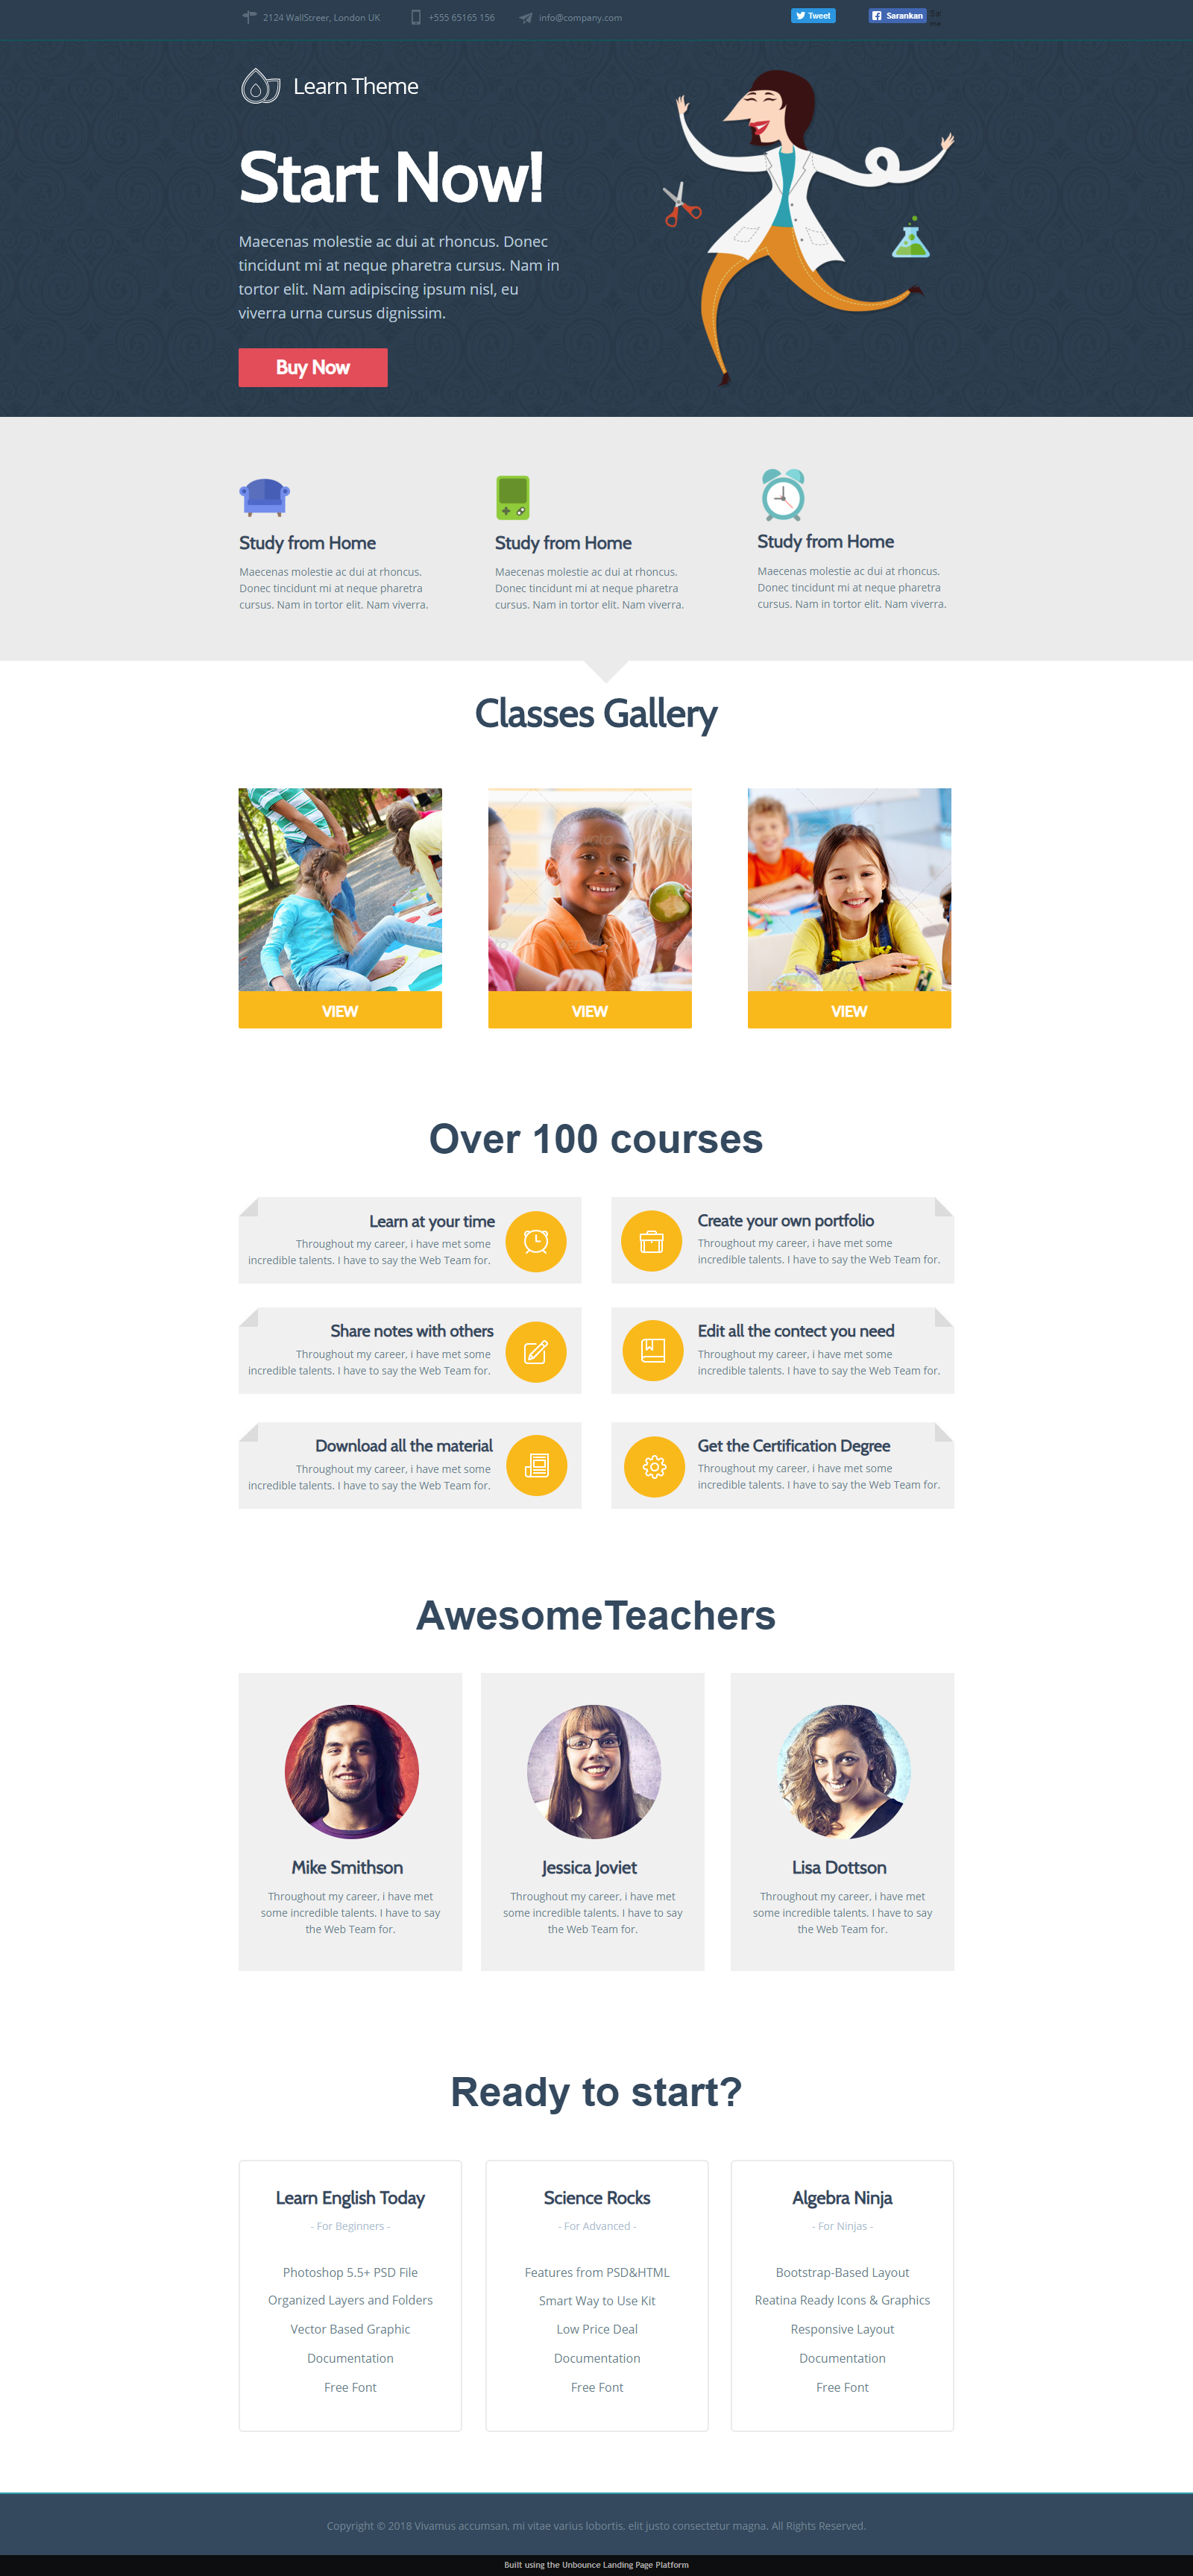 2124 WallStreer, London UK
+555 65165 156
info@company.com
Tweet
Sarankan
Learn Theme
Start Now!
Maecenas molestie ac dui at rhoncus. Donec
tincidunt mi at neque pharetra cursus. Nam in
tortor elit. Nam adipiscing ipsum nisl, eu
viverra urna cursus dignissim.
Buy Now
Study from Home
Maecenas molestie ac dui at rhoncus.
Donec tincidunt mi at neque pharetra
cursus. Nam in tortor elit. Nam viverra.
Study from Home
Maecenas molestie ac dui at rhoncus.
Donec tincidunt mi at neque pharetra
cursus. Nam in tortor elit. Nam viverra.
Study from Home
Maecenas molestie ac dui at rhoncus.
Donec tincidunt mi at neque pharetra
cursus. Nam in tortor elit. Nam viverra.
Classes Gallery
VIEW
VIEW
VIEW
Over 100 courses
Learn at your time
Throughout my career, i have met some
incredible talents. I have to say the Web Team for.
Create your own portfolio
Throughout my career, i have met some
incredible talents. I have to say the Web Team for.
Share notes with others
Throughout my career, i have met some
incredible talents. I have to say the Web Team for.
Edit all the contect you need
Throughout my career, i have met some
incredible talents. I have to say the Web Team for.
Download all the material
Throughout my career, i have met some
incredible talents. I have to say the Web Team for.
Get the Certification Degree
Throughout my career, i have met some
incredible talents. I have to say the Web Team for.
AwesomeTeachers
Mike Smithson
Throughout my career, i have met
some incredible talents. I have to say
the Web Team for.
Jessica Joviet
Throughout my career, i have met
some incredible talents. I have to say
the Web Team for.
Lisa Dottson
Throughout my career, i have met
some incredible talents. I have to say
the Web Team for.
Ready to start?
Learn English Today
- For Beginners -
Photoshop 5.5+ PSD File
Organized Layers and Folders
Vector Based Graphic
Documentation
Free Font
Science Rocks
- For Advanced -
Features from PSD&HTML
Smart Way to Use Kit
Low Price Deal
Documentation
Free Font
Algebra Ninja
- For Ninjas -
Bootstrap-Based Layout
Reatina Ready Icons & Graphics
Responsive Layout
Documentation
Free Font
Copyright © 2018 Vivamus accumsan, mi vitae varius lobortis, elit justo consectetur magna. All Rights Reserved.
Built using the Unbounce Landing Page Platform